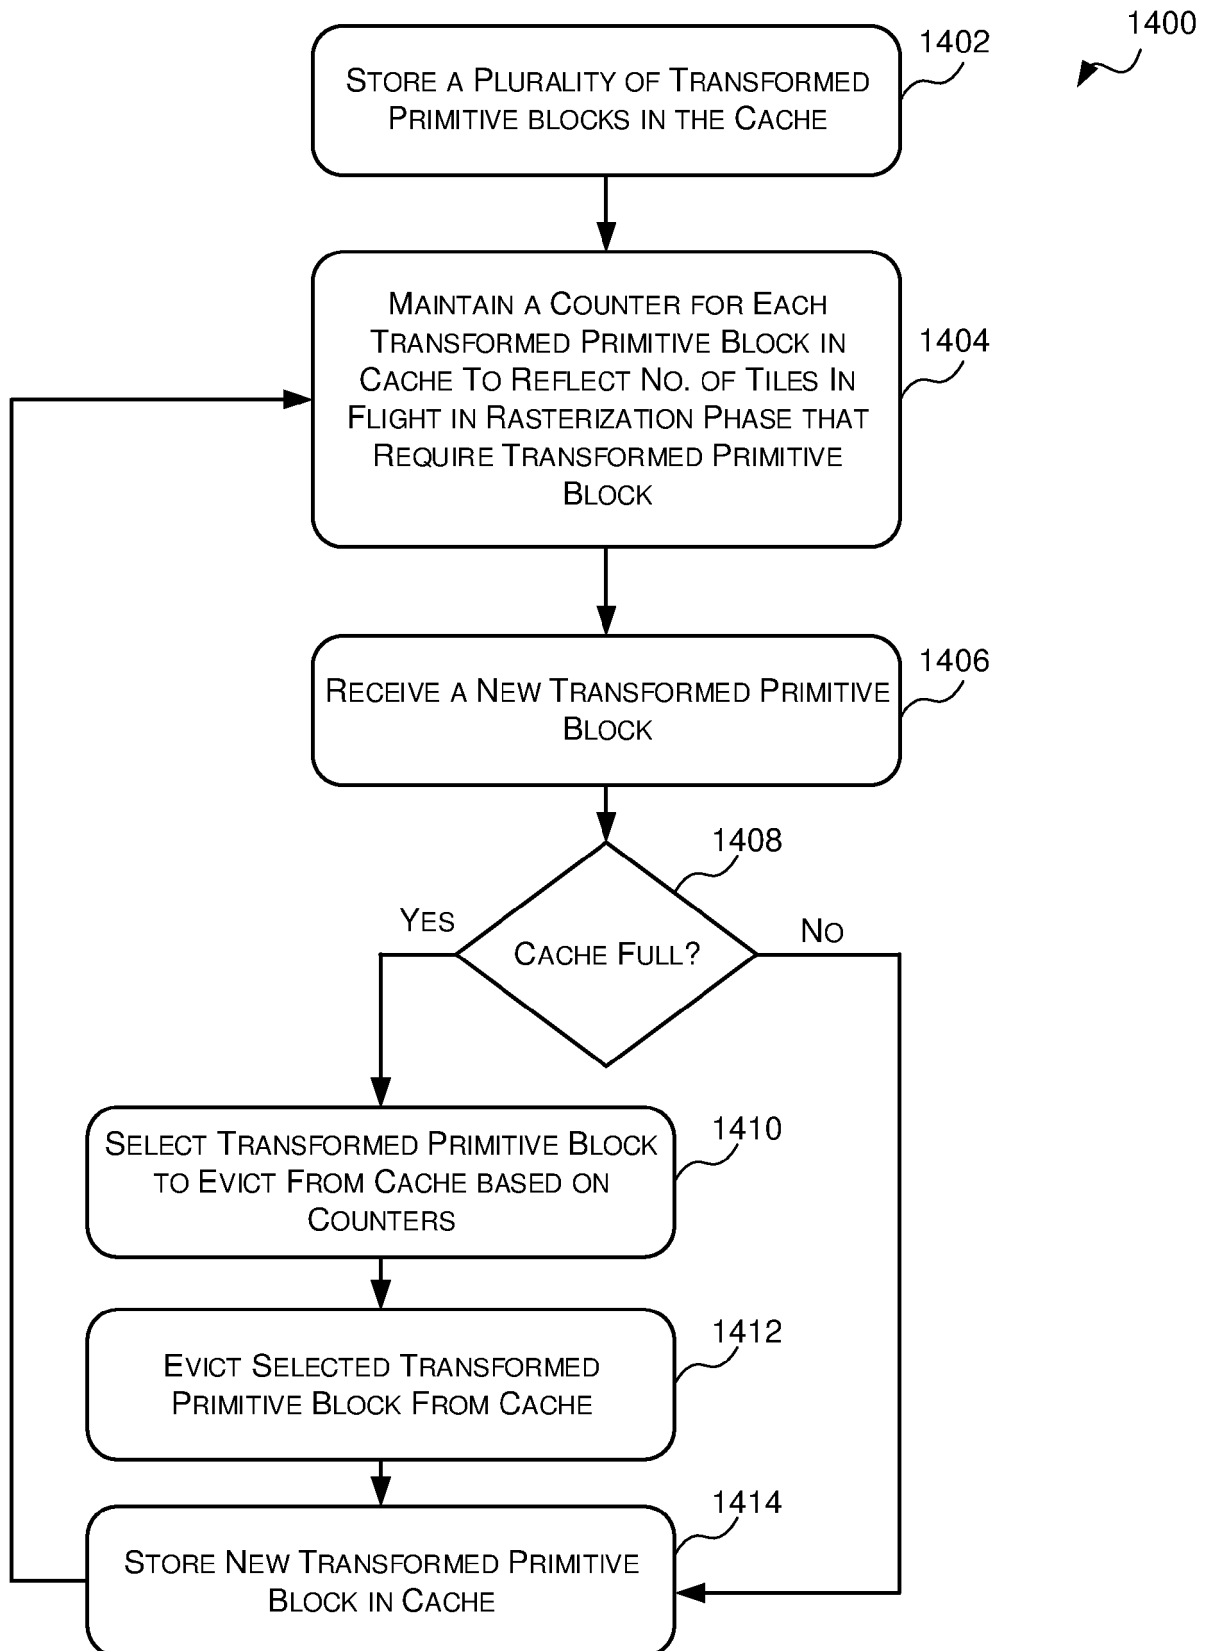 1400
1402
STORE A PLURALITY OF TRANSFORMED
PRIMITIVE BLOCKS IN THE CACHE
MAINTAIN A COUNTER FOR EACH
TRANSFORMED PRIMITIVE BLOCK IN
CACHE TO REFLECT NO. OF TILES IN
FLIGHT IN RASTERIZATION PHASE THAT
REQUIRE TRANSFORMED PRIMITIVE
BLOCK
1404
RECEIVE A NEW TRANSFORMED PRIMITIVE
BLOCK
1406
1408
YES
CACHE FULL?
NO
SELECT TRANSFORMED PRIMITIVE BLOCK
TO EVICT FROM CACHE BASED ON
COUNTERS
1410
EVICT SELECTED TRANSFORMED
PRIMITIVE BLOCK FROM CACHE
1412
STORE NEW TRANSFORMED PRIMITIVE
BLOCK IN CACHE
1414